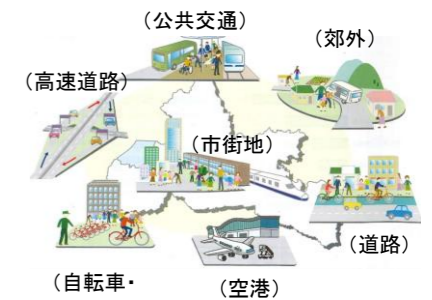 （公共交通）
（郊外）
（高速道路）
（市街地）
（道路）
（自転車・
（空港）